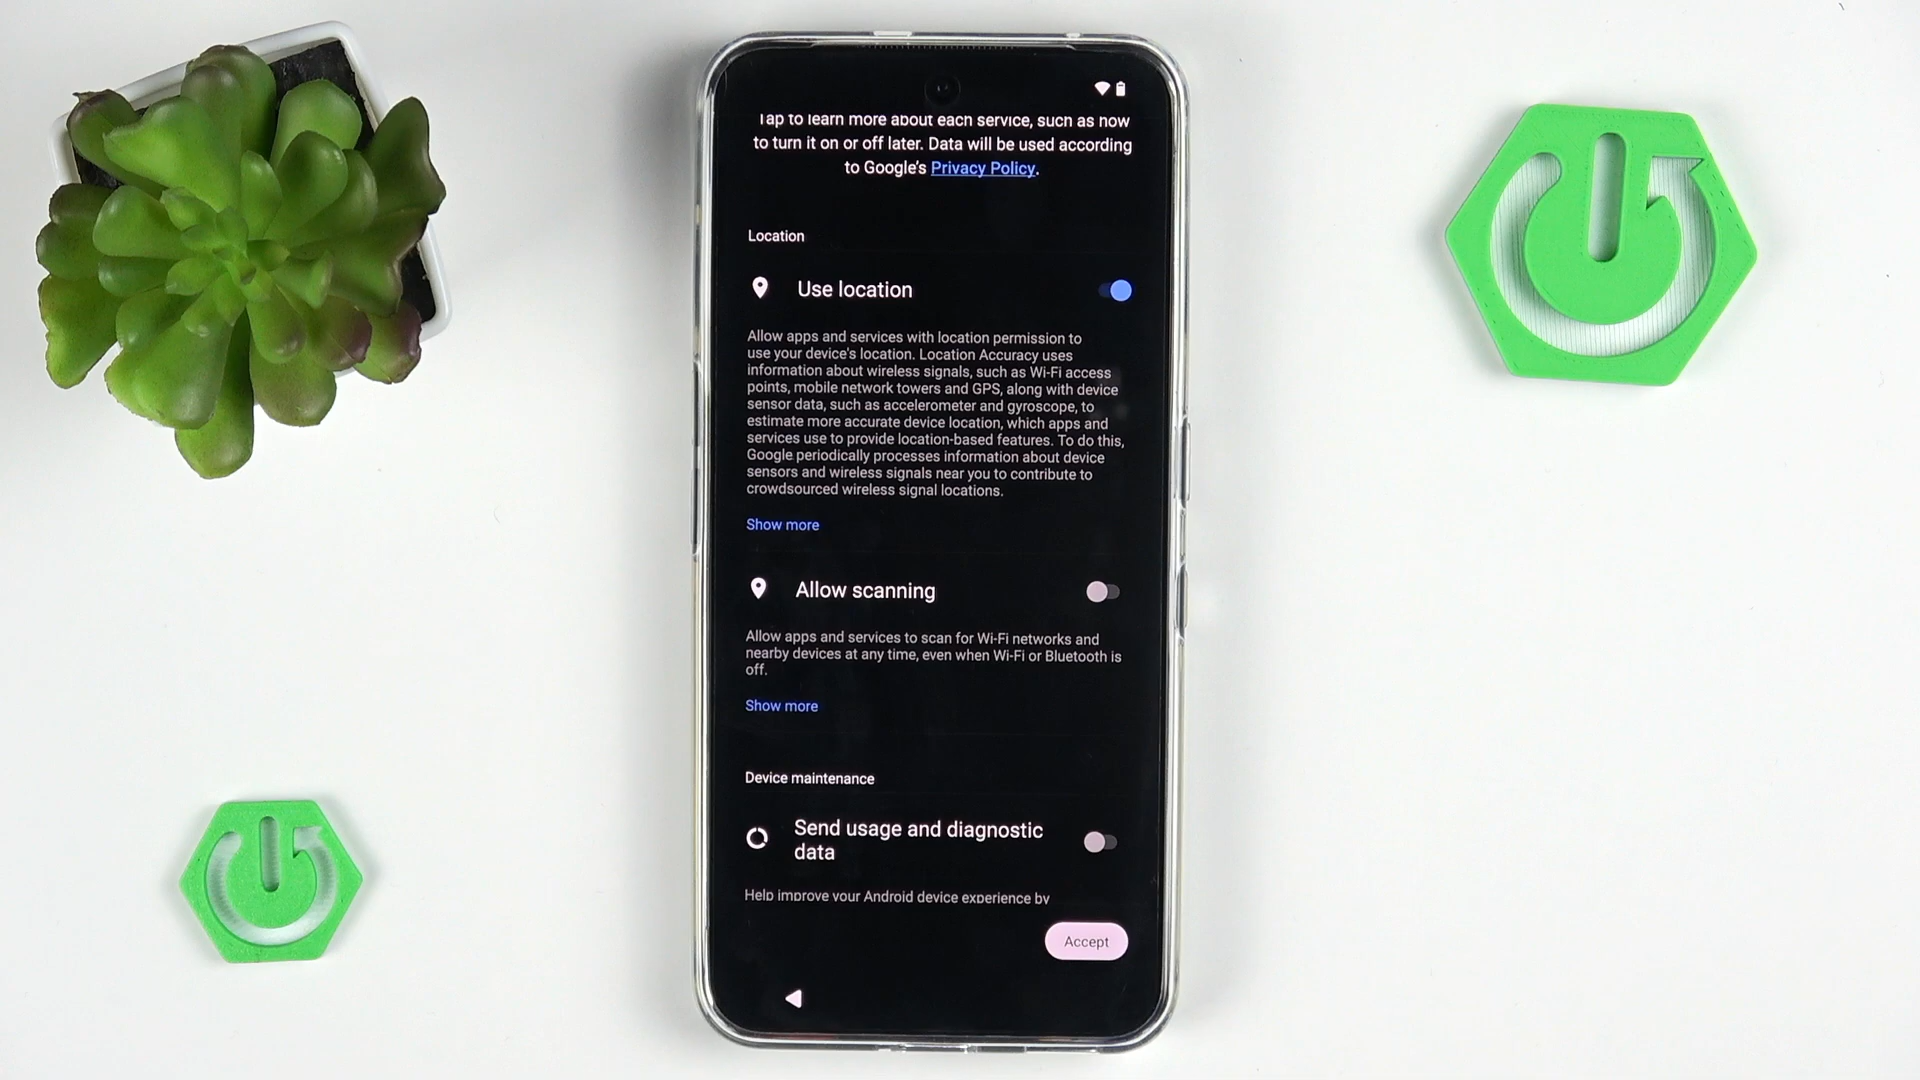 Tap to learn more about each service, such as how
to turn it on or off later. Data will be used according
to Google's Privacy Policy.
Location
Use location
Allow apps and services with location permission to
use your device's location. Location Accuracy uses
information about wireless signals, such as Wi-Fi access
points, mobile network towers and GPS, along with device
sensor data, such as accelerometer and gyroscope, to
estimate more accurate device location, which apps and
services use to provide location-based features. To do this,
Google periodically processes information about device
sensors and wireless signals near you to contribute to
crowdsourced wireless signal locations.
Show more
Allow scanning
Allow apps and services to scan for Wi-Fi networks and
nearby devices at any time, even when Wi-Fi or Bluetooth is
off.
Show more
Device maintenance
Send usage and diagnostic
data
Help improve your Android device experience by
Accept